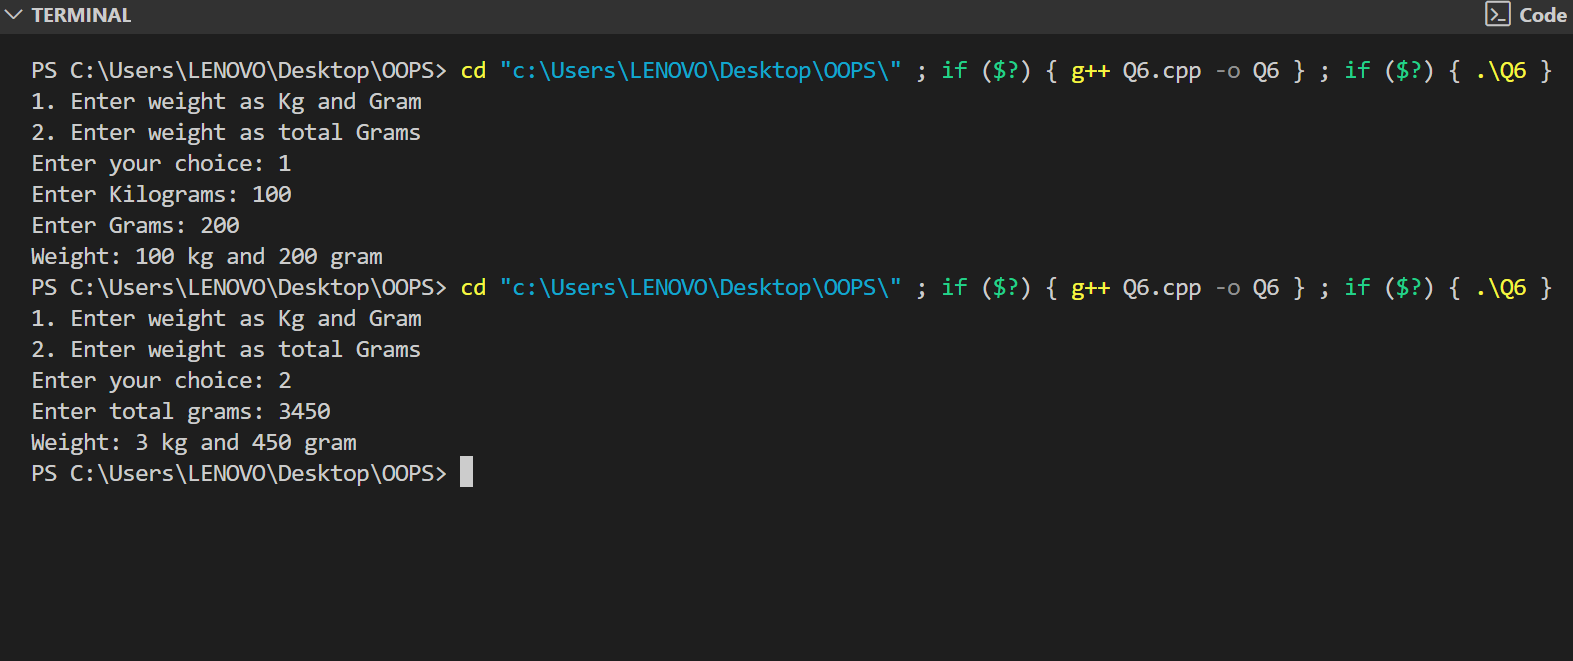 TERMINAL
Code
PS C:\Users\LENOVO\Desktop\OOPS> cd "c:\Users\LENOVO\Desktop\OOPS\" ; if ($?) { g++ Q6.cpp -o Q6 } ; if ($?) { .\Q6 }
1. Enter weight as Kg and Gram
2. Enter weight as total Grams
Enter your choice: 1
Enter Kilograms: 100
Enter Grams: 200
Weight: 100 kg and 200 gram
PS C:\Users\LENOVO\Desktop\OOPS> cd "c:\Users\LENOVO\Desktop\OOPS\" ; if ($?) { g++ Q6.cpp -o Q6 } ; if ($?) { .\Q6 }
1. Enter weight as Kg and Gram
2. Enter weight as total Grams
Enter your choice: 2
Enter total grams: 3450
Weight: 3 kg and 450 gram
PS C:\Users\LENOVO\Desktop\OOPS>